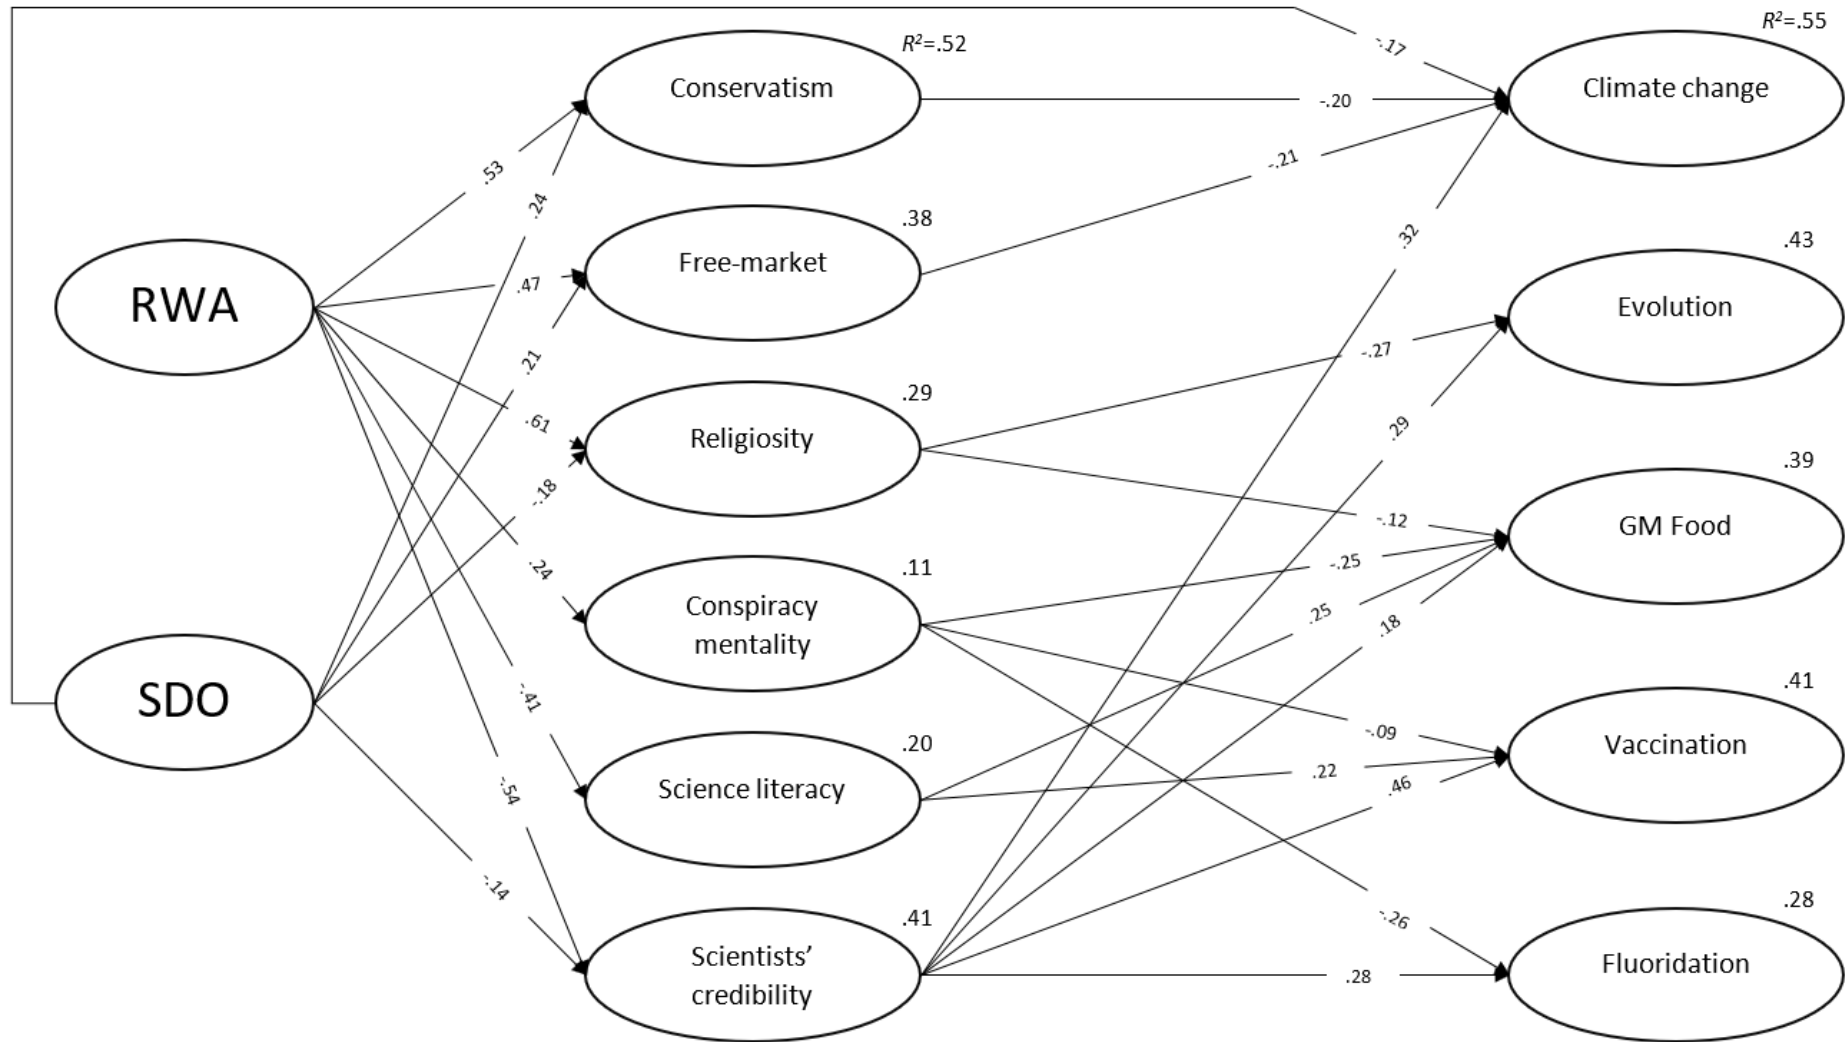 R²=.55
-.17
R²=.52
Conservatism
-.20
Climate change
.53
-.21
.24
.38
Free-market
.32
.43
Evolution
RWA
.47
.21
-.27
.29
Religiosity
.61
.29
-.18
-.12
.39
GM Food
.24
.11
Conspiracy
mentality
-.25
.25
.18
SDO
-.41
.20
Science literacy
-.09
.22
.46
.41
Vaccination
-.54
-.14
.41
Scientists’
credibility
-.26
.28
.28
Fluoridation